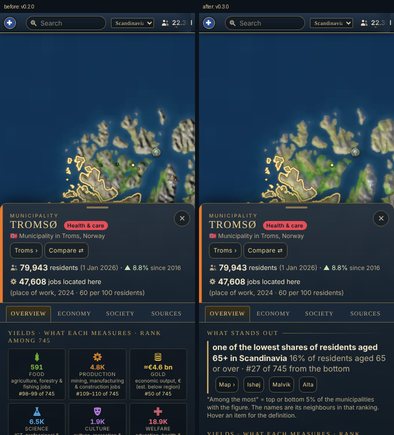 before v0.2.0
Search
Scandinavia
22.3
MUNICIPALITY
TROMSØ
Health & care
Municipality in Troms, Norway
Troms ›
Compare ⇄
79,943 residents (1 Jan 2026) · ▲ 8.8% since 2016
47,608 jobs located here
(place of work, 2024 · 60 per 100 residents)
OVERVIEW
ECONOMY
SOCIETY
SOURCES
YIELDS · WHAT EACH MEASURES · RANK
AMONG 745
591
FOOD
agriculture, forestry &
fishing jobs
#98–99 of 745
4.8K
PRODUCTION
mining, manufacturing
& construction jobs
#109–110 of 745
≈€4.6 bn
GOLD
economic output, €
(est. below region)
#50 of 745
6.5K
SCIENCE
1.9K
CULTURE
18.9K
WELFARE
after v0.3.0
Search
Scandinavia
22.3
MUNICIPALITY
TROMSØ
Health & care
Municipality in Troms, Norway
Troms ›
Compare ⇄
79,943 residents (1 Jan 2026) · ▲ 8.8% since 2016
47,608 jobs located here
(place of work, 2024 · 60 per 100 residents)
OVERVIEW
ECONOMY
SOCIETY
SOURCES
WHAT STANDS OUT
one of the lowest shares of residents aged
65+ in Scandinavia 16% of residents aged 65
or over · #27 of 745 from the bottom
Map ›
Ishøj
Malvik
Alta
"Among the most" = top or bottom 5% of the municipalities
with the figure. The names are its neighbours in that ranking.
Hover an item for the definition.